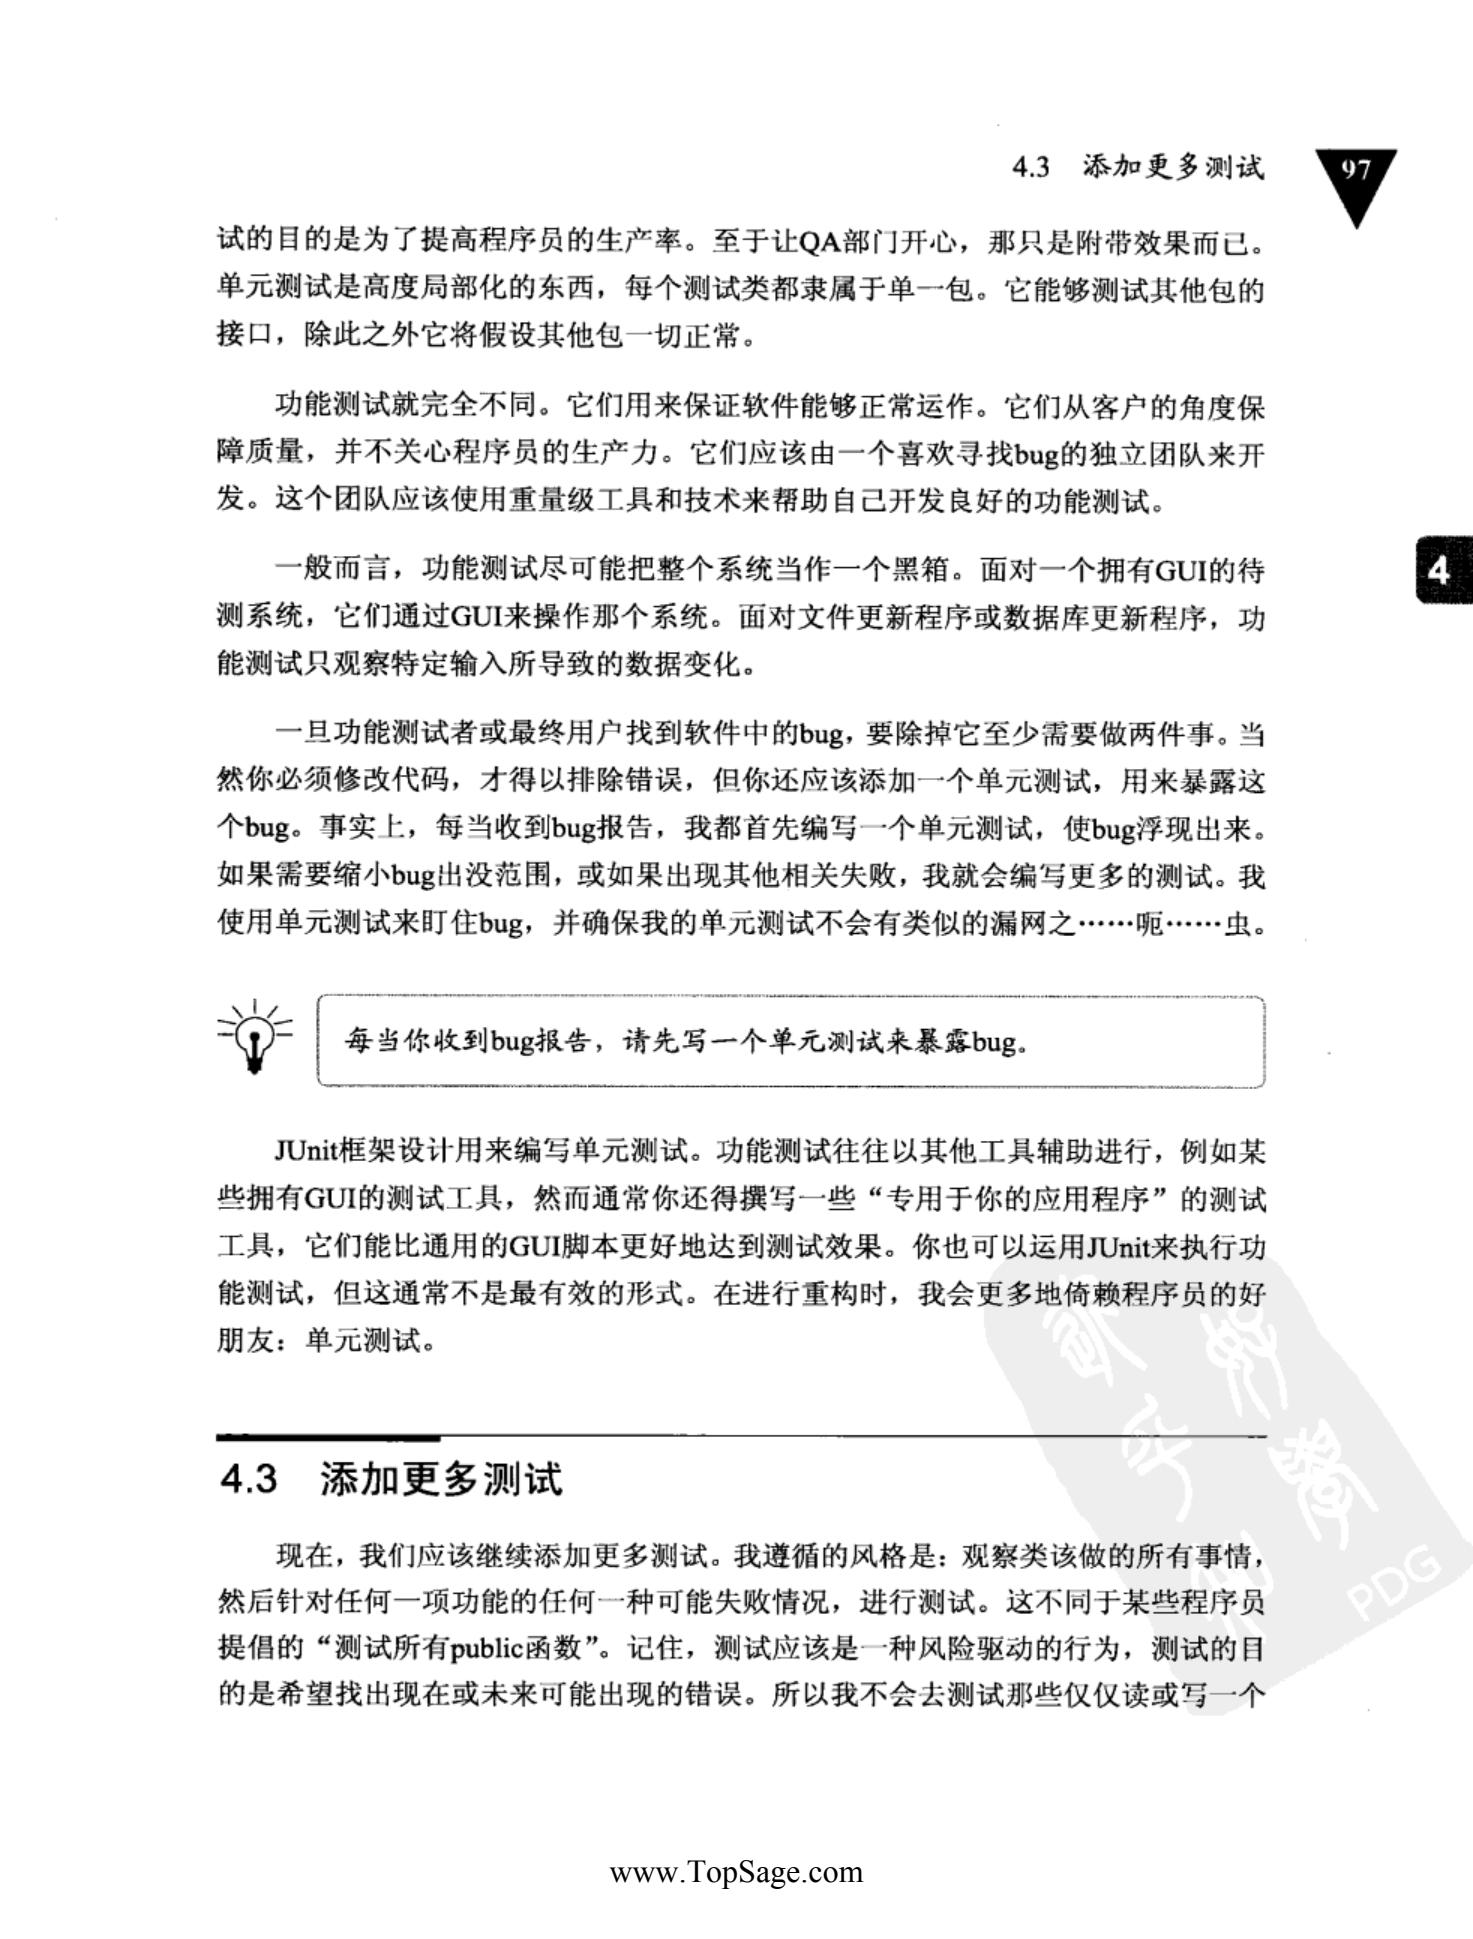 4.3 添加更多测试
97
试的目的是为了提高程序员的生产率。至于让QA部门开心，那只是附带效果而已。
单元测试是高度局部化的东西，每个测试类都隶属于单一包。它能够测试其他包的
接口，除此之外它将假设其他包一切正常。
功能测试就完全不同。它们用来保证软件能够正常运作。它们从客户的角度保
障质量，并不关心程序员的生产力。它们应该由一个喜欢寻找bug的独立团队来开
发。这个团队应该使用重量级工具和技术来帮助自己开发良好的功能测试。
一般而言，功能测试尽可能把整个系统当作一个黑箱。面对一个拥有GUI的待
4
测系统，它们通过GUI来操作那个系统。面对文件更新程序或数据库更新程序，功
能测试只观察特定输入所导致的数据变化。
一旦功能测试者或最终用户找到软件中的bug，要除掉它至少需要做两件事。当
然你必须修改代码，才得以排除错误，但你还应该添加一个单元测试，用来暴露这
个bug。事实上，每当收到bug报告，我都首先编写一个单元测试，使bug浮现出来。
如果需要缩小bug出没范围，或如果出现其他相关失败，我就会编写更多的测试。我
使用单元测试来盯住bug，并确保我的单元测试不会有类似的漏网之……呃……虫。
每当你收到bug报告，请先写一个单元测试来暴露bug。
JUnit框架设计用来编写单元测试。功能测试往往以其他工具辅助进行，例如某
些拥有GUI的测试工具，然而通常你还得撰写一些“专用于你的应用程序”的测试
工具，它们能比通用的GUI脚本更好地达到测试效果。你也可以运用JUnit来执行功
能测试，但这通常不是最有效的形式。在进行重构时，我会更多地倚赖程序员的好
朋友：单元测试。
4.3 添加更多测试
现在，我们应该继续添加更多测试。我遵循的风格是：观察类该做的所有事情，
然后针对任何一项功能的任何一种可能失败情况，进行测试。这不同于某些程序员
提倡的“测试所有public函数”。记住，测试应该是一种风险驱动的行为，测试的目
的是希望找出现在或未来可能出现的错误。所以我不会去测试那些仅仅读或写一个
PDG
www.TopSage.com